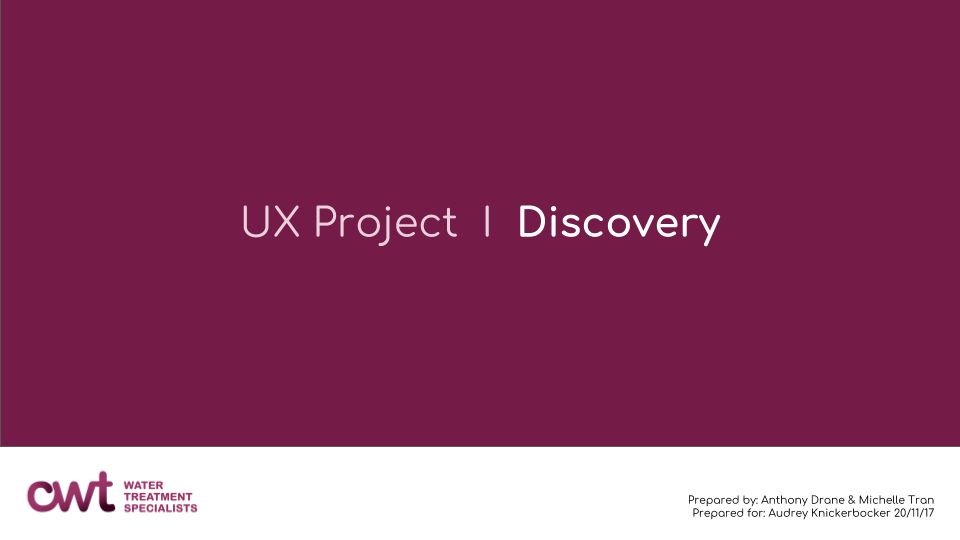 UX Project | Discovery
cwt
WATER
TREATMENT
SPECIALISTS
Prepared by: Anthony Drane & Michelle Tran
Prepared for: Audrey Knickerbocker 20/11/17